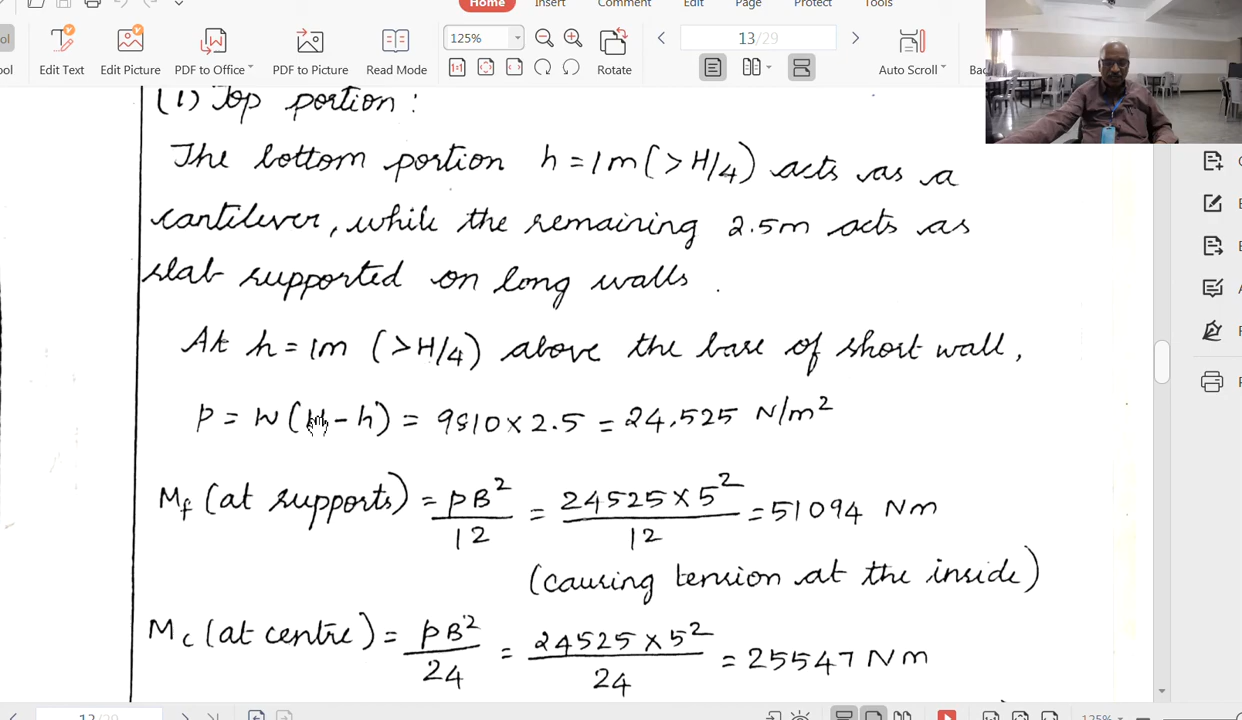 Home Insert Comment Edit Page Protect Tools
125% 13/29
Edit Text Edit Picture PDF to Office PDF to Picture Read Mode Rotate Auto Scroll
(1) Top portion:
The bottom portion h=1m (>H/4) acts as a
cantilever, while the remaining 2.5m acts as
slab supported on long walls.
At h=1m (>H/4) above the base of short wall,
p = w(H-h) = 9810×2.5 = 24,525 N/m²
Mf (at supports) = pB²/12 = 24525×5²/12 = 51094 Nm
(causing tension at the inside)
Mc (at centre) = pB²/24 = 24525×5²/24 = 25547 Nm
125%